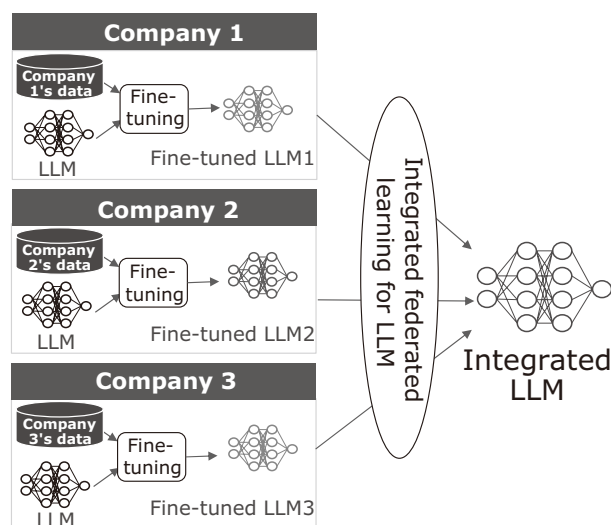 Company 1
Company
1's data
Fine-
tuning
LLM
Fine-tuned LLM1
Company 2
Company
2's data
Fine-
tuning
LLM
Fine-tuned LLM2
Company 3
Company
3's data
Fine-
tuning
LLM
Fine-tuned LLM3
Integrated federated
learning for LLM
Integrated
LLM